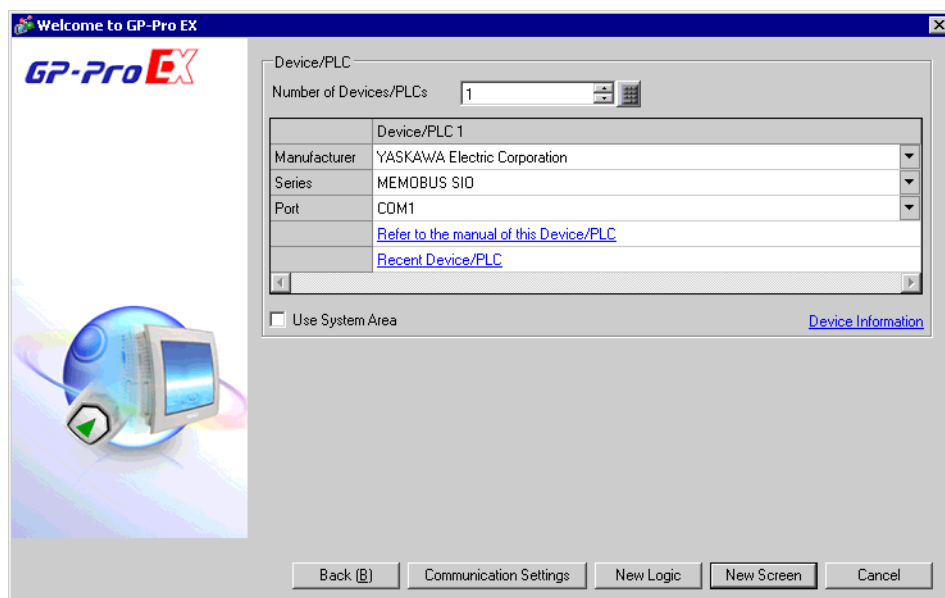 Welcome to GP-Pro EX
GP-Pro EX
Device/PLC
Number of Devices/PLCs 1
Device/PLC 1
Manufacturer YASKAWA Electric Corporation
Series MEMOBUS SIO
Port COM1
Refer to the manual of this Device/PLC
Recent Device/PLC
Use System Area Device Information
Back (B) Communication Settings New Logic New Screen Cancel